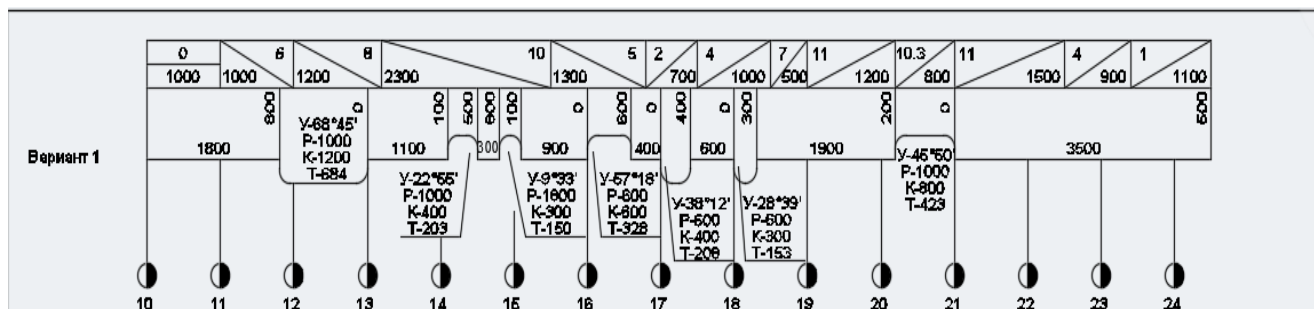 0 6 8 10 5 2 4 7 11 10.3 11 4 1
1000 1000 1200 2300 1300 700 1000 500 1200 800 1500 900 1100
800 0 100 500 0 600 0 400 0 300 200 0 500
Вариант 1
1800 1100 300 900 400 600 1900 3500
100
У-68°45'
Р-1000
К-1200
Т-684
У-22°55'
Р-1000
К-400
Т-203
У-9°33'
К-300
Т-150
У-57°18'
Р-600
К-600
Т-328
У-38°12'
Р-600
К-400
Т-208
У-28°39'
Р-600
К-300
Т-153
Р-1000
К-800
Т-423
10 11 12 13 14 15 16 17 18 19 20 21 22 23 24